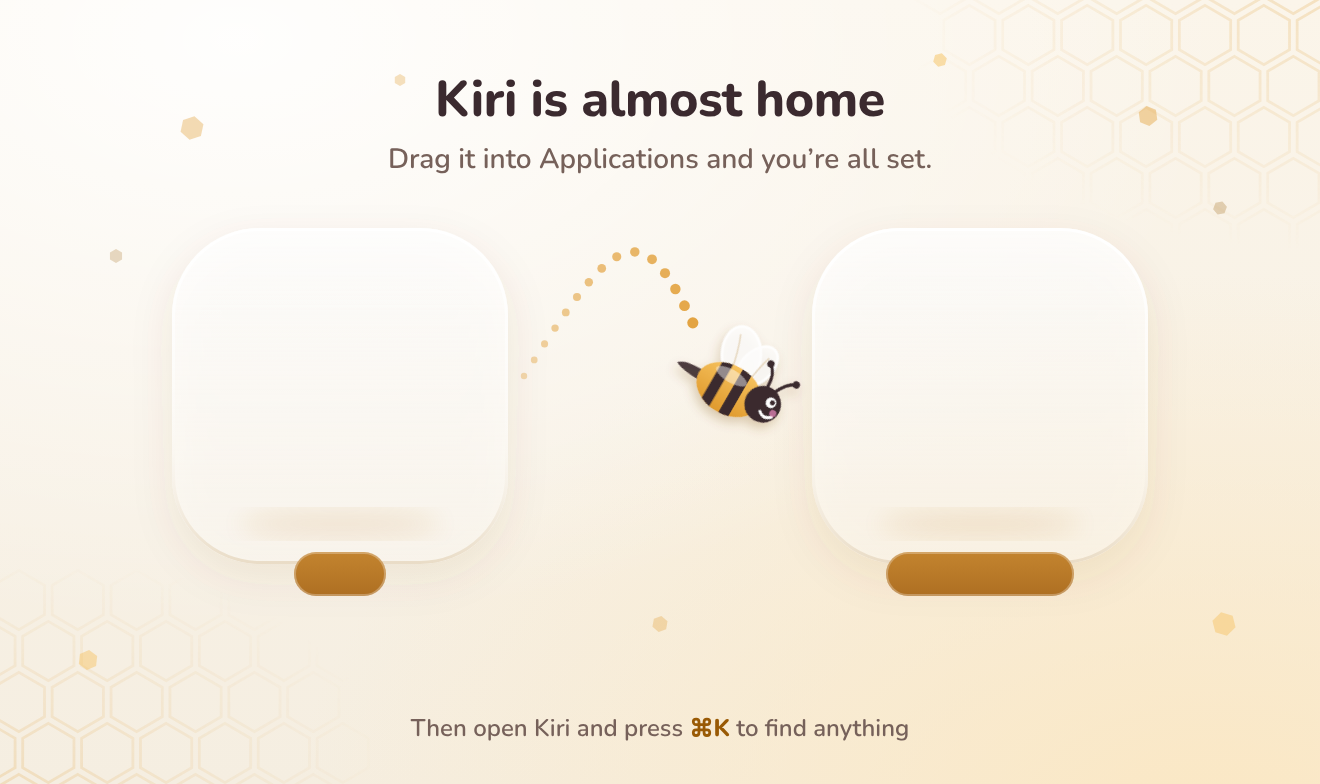 Kiri is almost home
Drag it into Applications and you’re all set.
Then open Kiri and press ⌘K to find anything